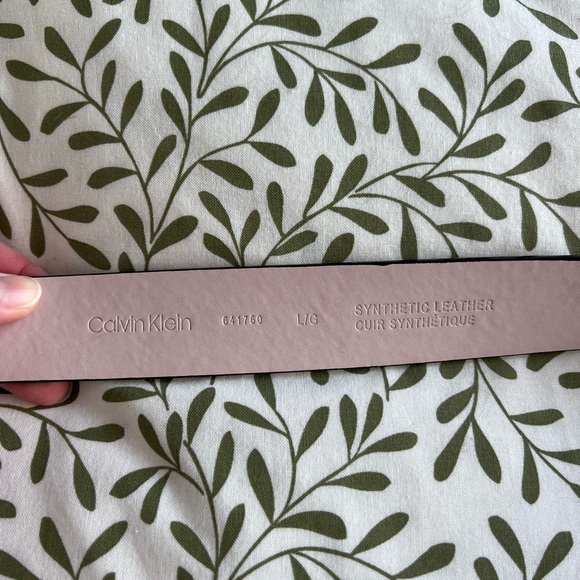 Calvin Klein 641760 L/G SYNTHETIC LEATHER
CUIR SYNTHÉTIQUE